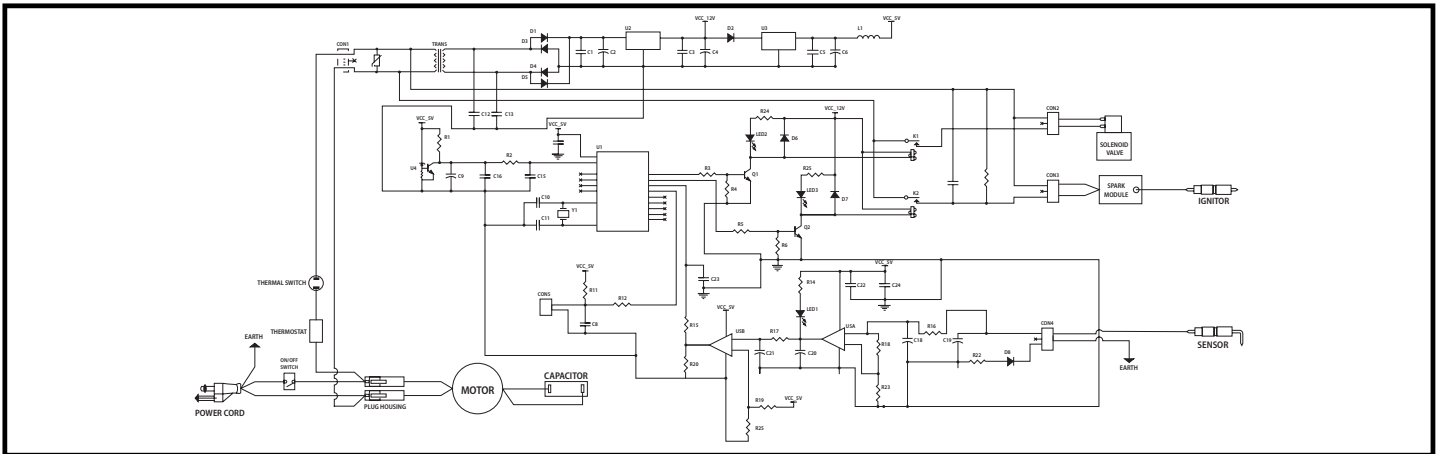 VCC_12V
VCC_5V
D1
U2
D2
U3
L1
CON1
TRANS
D3
C1
C2
C3
C4
C5
C6
D4
D5
C12
C13
R24
VCC_12V
CON2
VCC_5V
VCC_5V
LED2
D6
K1
R1
U1
SOLENOID
VALVE
U4
R2
R3
Q1
R25
CON3
C9
C16
C15
R4
LED3
K2
SPARK
MODULE
D7
IGNITOR
C10
Y1
C11
R5
Q2
R6
VCC_5V
VCC_5V
THERMAL SWITCH
R11
C23
R14
C22
C24
CON5
R12
VCC_5V
LED1
THERMOSTAT
C8
R15
U5B
R17
U5A
R16
CON4
EARTH
R18
C18
C19
SENSOR
C21
C20
R22
D8
ON/OFF
SWITCH
R20
EARTH
CAPACITOR
MOTOR
R23
POWER CORD
PLUG HOUSING
R19
VCC_5V
R25